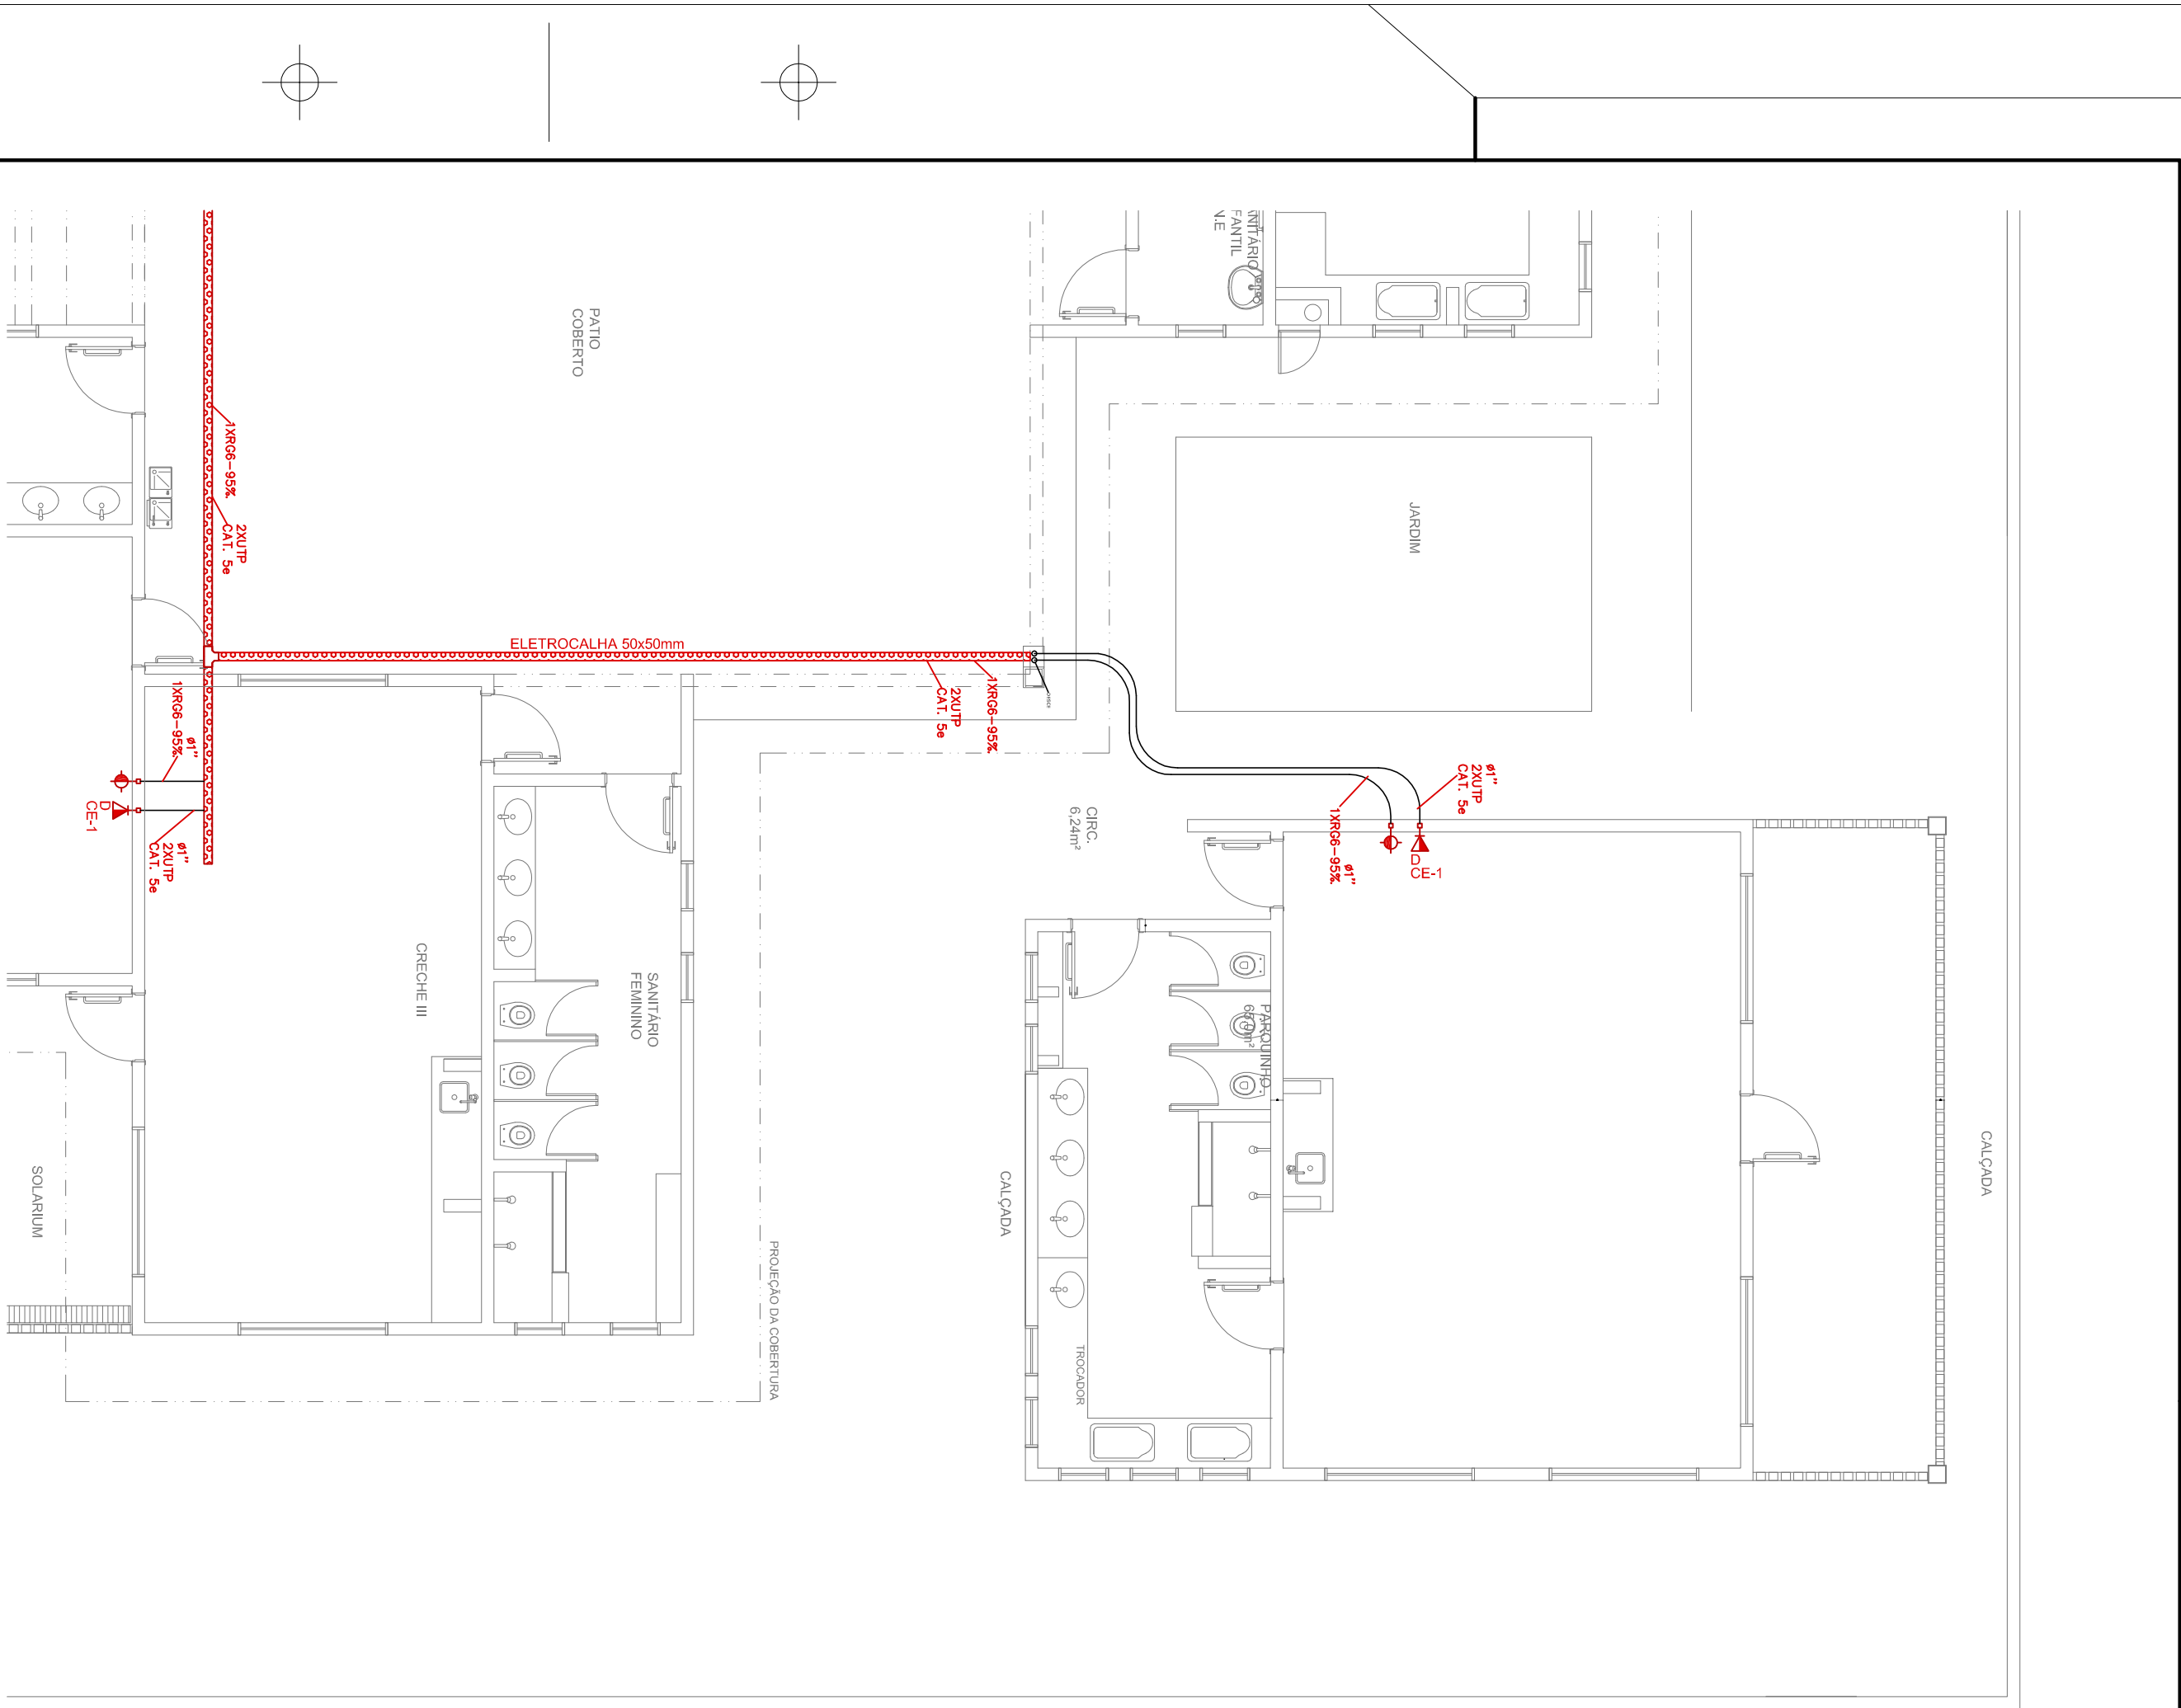 SANITÁRIO
FANTIL
N.E
PATIO
COBERTO
JARDIM
1XRG6-95%
2XUTP
CAT. 5e
ELETROCALHA 50x50mm
1XRG6-95%
2XUTP
CAT. 5e
ø1"
1XRG6-95%
D
CE-1
ø1"
2XUTP
CAT. 5e
ø1"
2XUTP
CAT. 5e
ø1"
1XRG6-95%
D
CE-1
CIRC.
6,24m²
CRECHE III
SANITÁRIO
FEMININO
PARQUINHO
CALÇADA
CALÇADA
SOLARIUM
PROJEÇÃO DA COBERTURA
TROCADOR